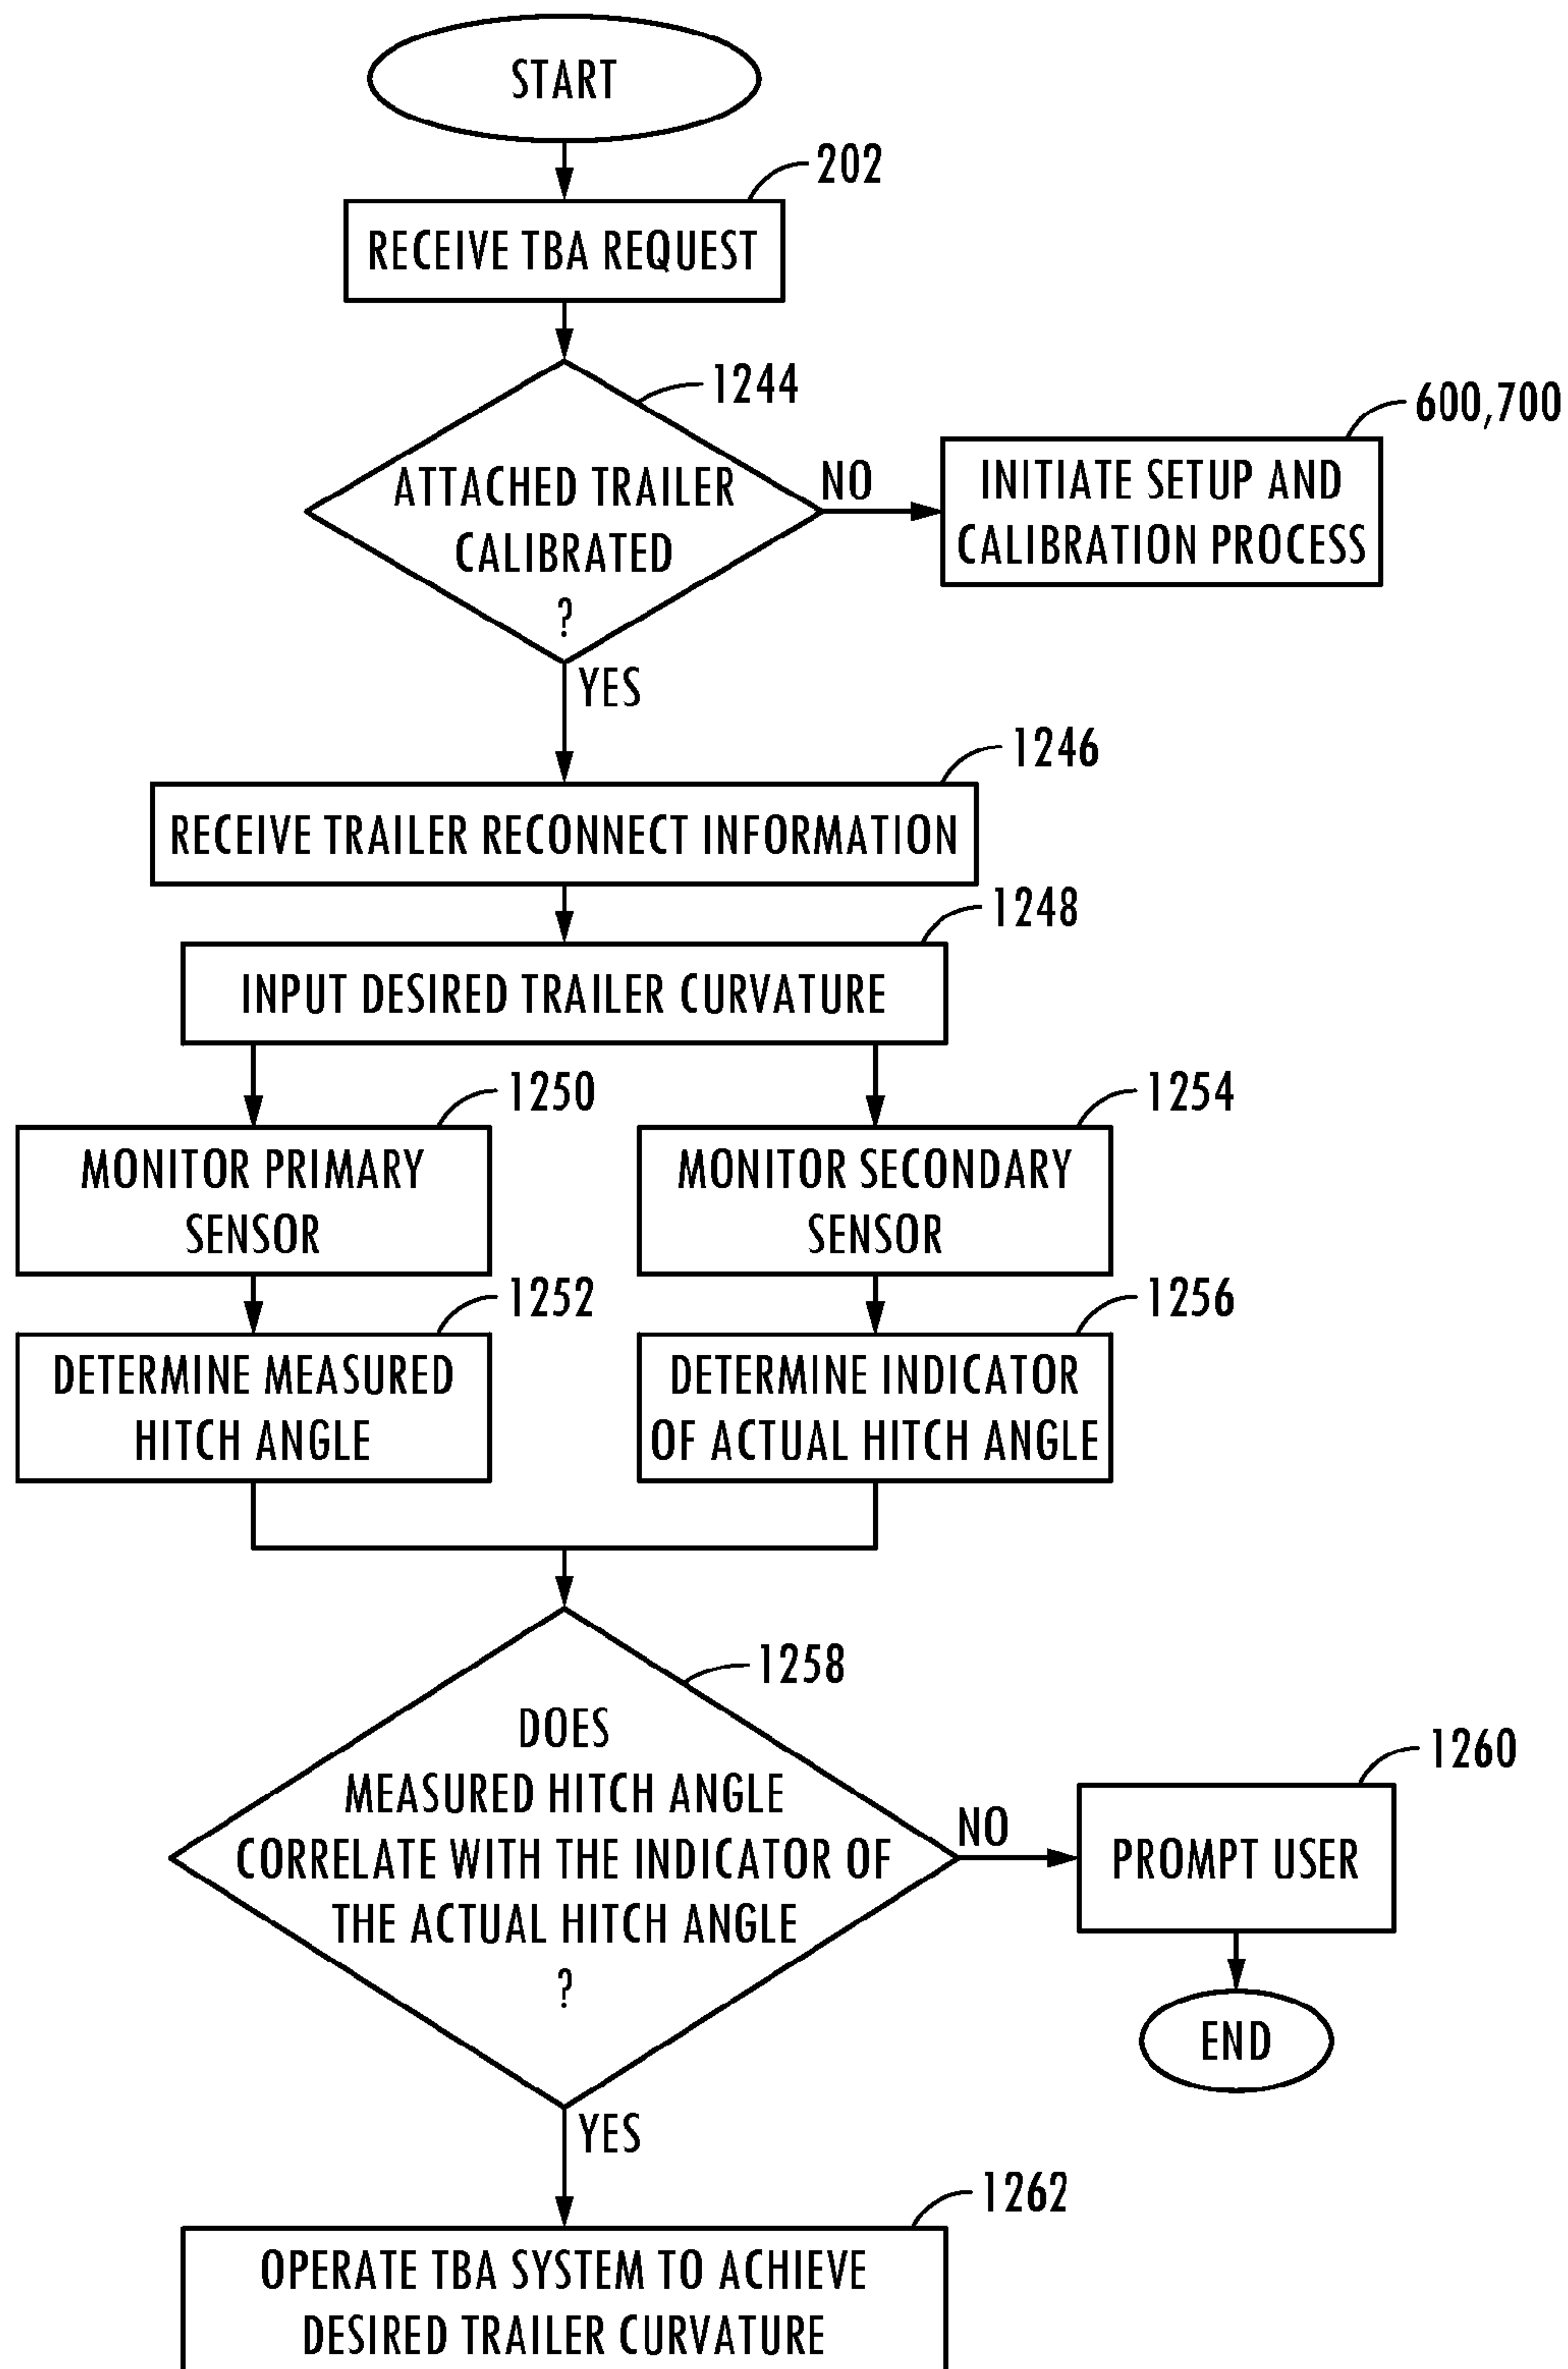 START
202
RECEIVE TBA REQUEST
1244
600,700
ATTACHED TRAILER
CALIBRATED
?
NO
INITIATE SETUP AND
CALIBRATION PROCESS
YES
1246
RECEIVE TRAILER RECONNECT INFORMATION
1248
INPUT DESIRED TRAILER CURVATURE
1250
MONITOR PRIMARY
SENSOR
1254
MONITOR SECONDARY
SENSOR
1252
DETERMINE MEASURED
HITCH ANGLE
1256
DETERMINE INDICATOR
OF ACTUAL HITCH ANGLE
1258
DOES
MEASURED HITCH ANGLE
CORRELATE WITH THE INDICATOR OF
THE ACTUAL HITCH ANGLE
?
NO
1260
PROMPT USER
END
YES
1262
OPERATE TBA SYSTEM TO ACHIEVE
DESIRED TRAILER CURVATURE